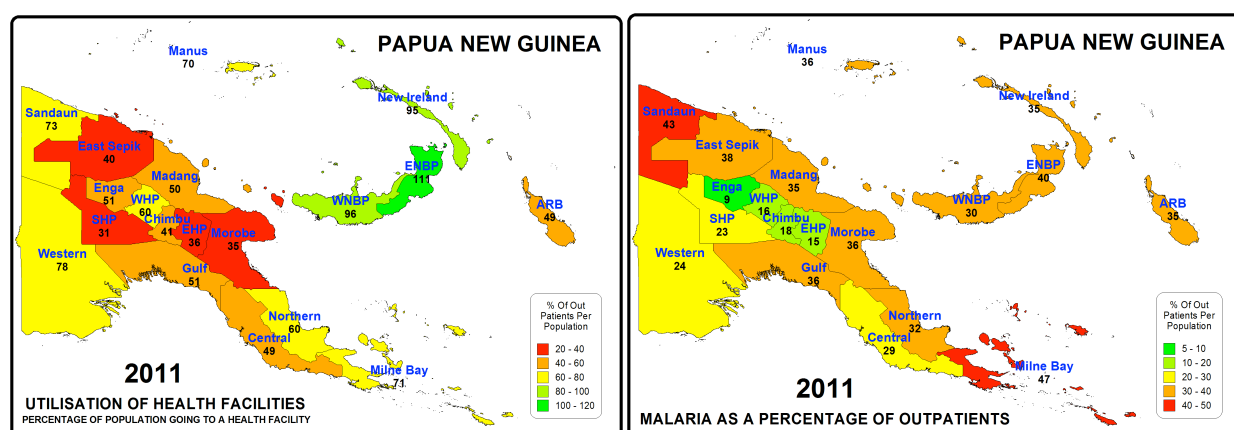 PAPUA NEW GUINEA
Manus
70
New Ireland
95
Sandaun
73
East Sepik
40
ENBP
111
Madang
50
Enga
51
WHP
60
WNBP
96
ARB
49
SHP
31
Chimbu
41
EHP
36
Morobe
35
Western
78
Gulf
51
Northern
60
Central
49
Milne Bay
71
% Of Out
Patients Per
Population
20 - 40
40 - 60
60 - 80
80 - 100
100 - 120
2011
UTILISATION OF HEALTH FACILITIES
PERCENTAGE OF POPULATION GOING TO A HEALTH FACILITY
PAPUA NEW GUINEA
Manus
36
New Ireland
35
Sandaun
43
East Sepik
38
ENBP
40
Madang
35
Enga
9
WHP
16
WNBP
30
ARB
35
SHP
23
Chimbu
18
EHP
15
Morobe
36
Western
24
Gulf
36
Northern
32
Central
29
Milne Bay
47
% Of Out
Patients Per
Population
5 - 10
10 - 20
20 - 30
30 - 40
40 - 50
2011
MALARIA AS A PERCENTAGE OF OUTPATIENTS